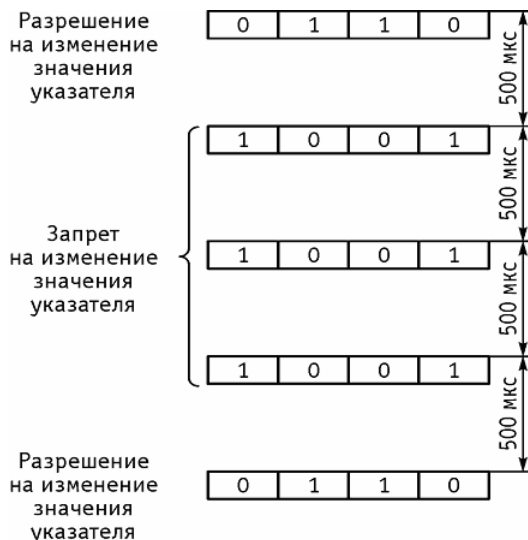 Разрешение
на изменение
значения
указателя
0 1 1 0
500 мкс
1 0 0 1
500 мкс
Запрет
на изменение
значения
указателя
1 0 0 1
500 мкс
1 0 0 1
500 мкс
Разрешение
на изменение
значения
указателя
0 1 1 0